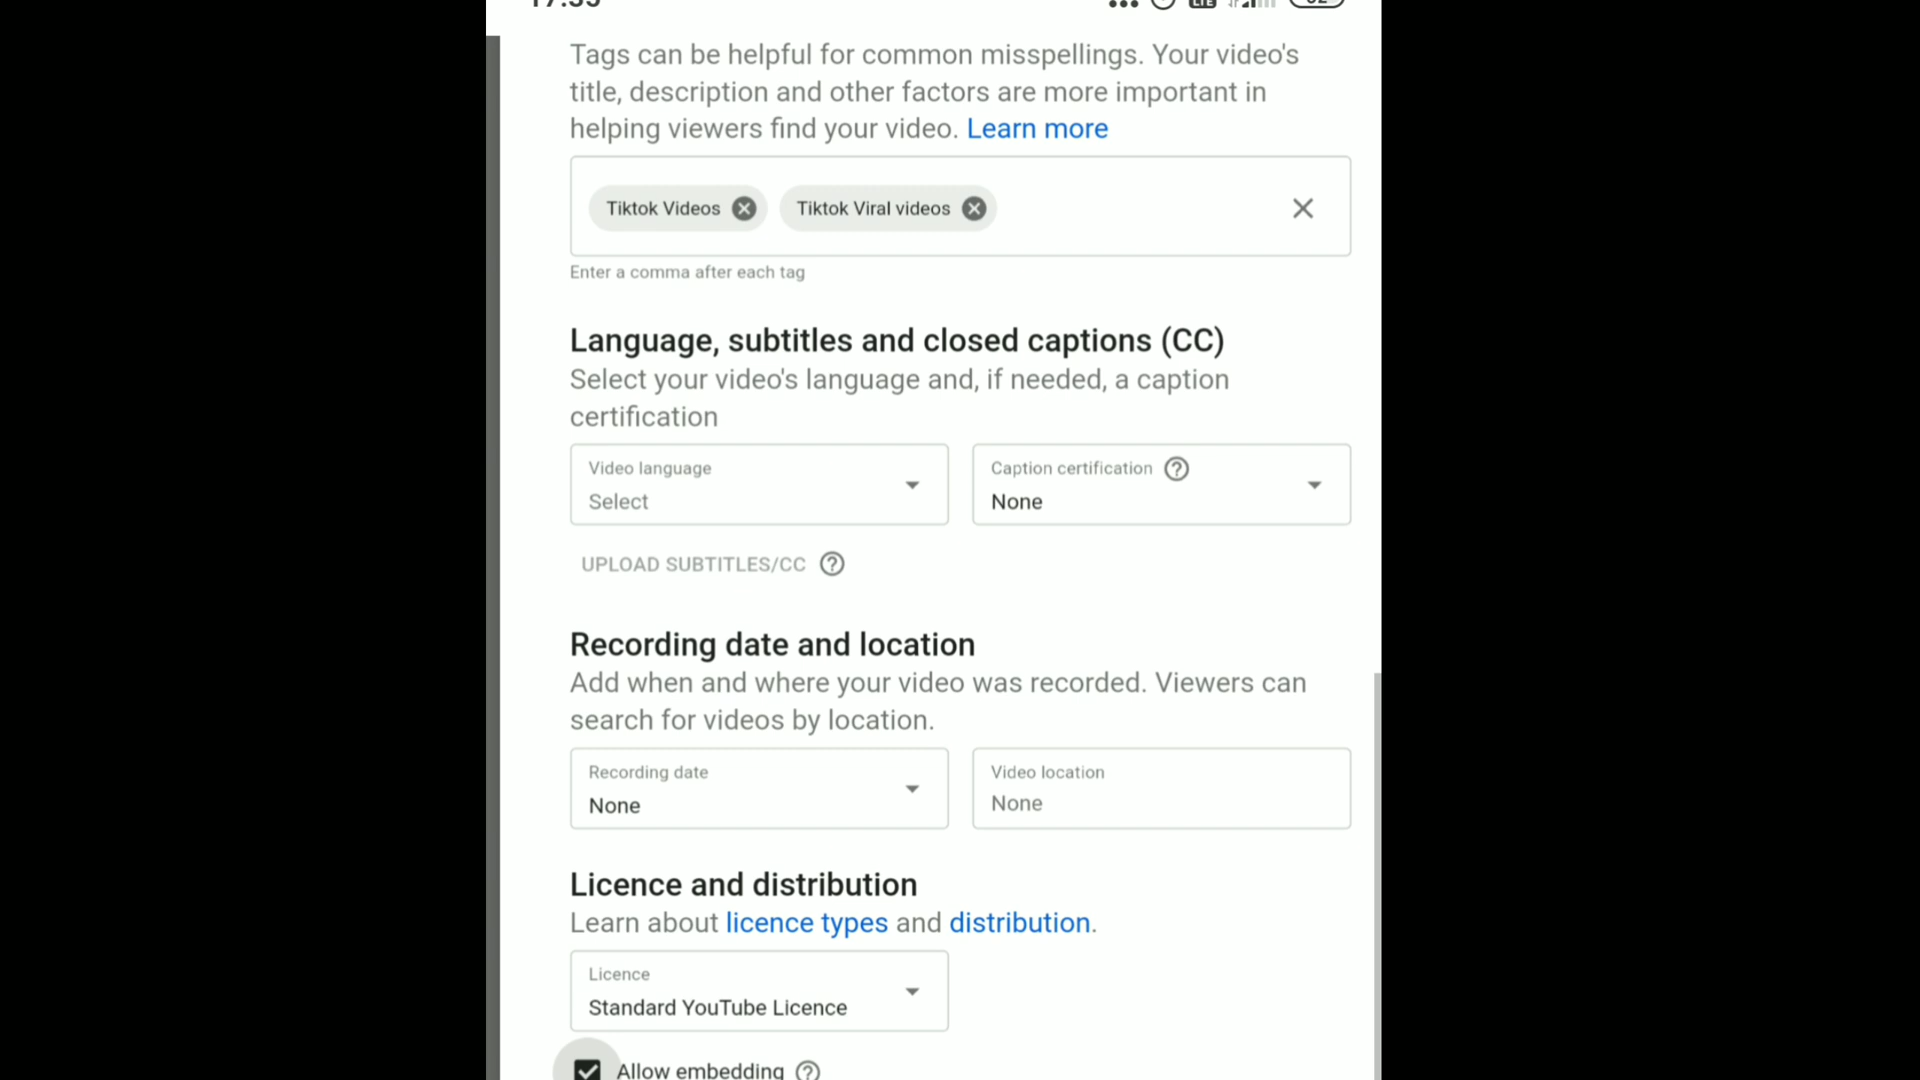 Tags can be helpful for common misspellings. Your video's
title, description and other factors are more important in
helping viewers find your video. Learn more
Tiktok Videos Tiktok Viral videos
Enter a comma after each tag
Language, subtitles and closed captions (CC)
Select your video's language and, if needed, a caption
certification
Video language
Select
Caption certification
None
UPLOAD SUBTITLES/CC
Recording date and location
Add when and where your video was recorded. Viewers can
search for videos by location.
Recording date
None
Video location
None
Licence and distribution
Learn about licence types and distribution.
Licence
Standard YouTube Licence
Allow embedding